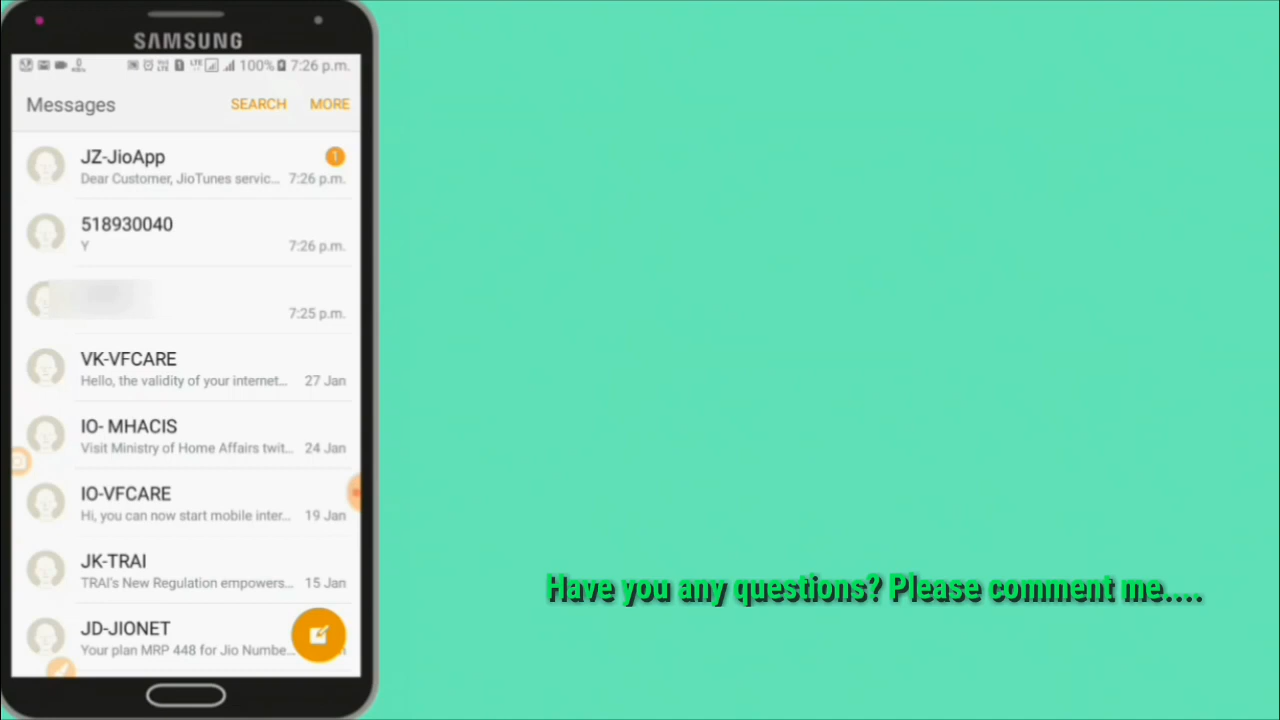 SAMSUNG
100% 7:26 p.m.
Messages SEARCH MORE
JZ-JioApp 1
Dear Customer, JioTunes servic... 7:26 p.m.
518930040
Y 7:26 p.m.
7:25 p.m.
VK-VFCARE
Hello, the validity of your internet... 27 Jan
IO- MHACIS
Visit Ministry of Home Affairs twit... 24 Jan
IO-VFCARE
Hi, you can now start mobile inter... 19 Jan
JK-TRAI
TRAI's New Regulation empowers... 15 Jan
JD-JIONET
Your plan MRP 448 for Jio Numbe...
Have you any questions? Please comment me....